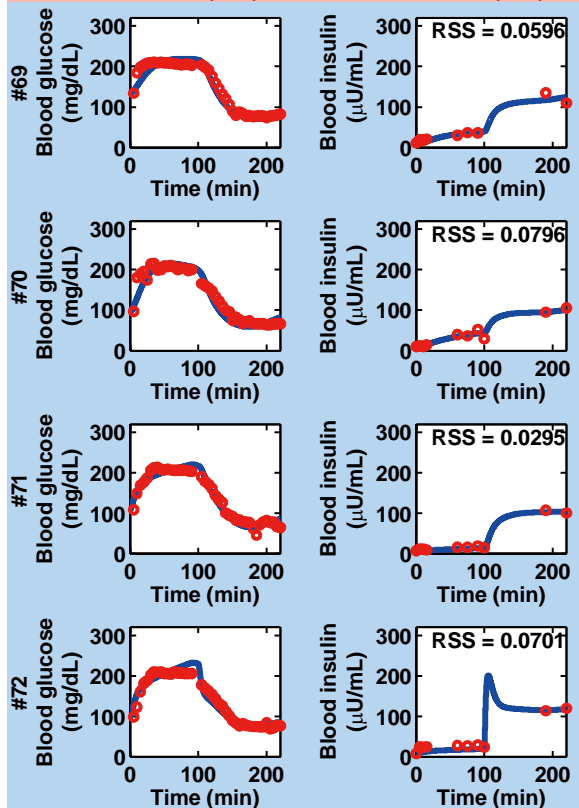 #69
Blood glucose
(mg/dL)
300
200
100
0
0 100 200
Time (min)
Blood insulin
(µU/mL)
300
200
100
0
RSS = 0.0596
0 100 200
Time (min)
#70
Blood glucose
(mg/dL)
300
200
100
0
0 100 200
Time (min)
Blood insulin
(µU/mL)
300
200
100
0
RSS = 0.0796
0 100 200
Time (min)
#71
Blood glucose
(mg/dL)
300
200
100
0
0 100 200
Time (min)
Blood insulin
(µU/mL)
300
200
100
0
RSS = 0.0295
0 100 200
Time (min)
#72
Blood glucose
(mg/dL)
300
200
100
0
0 100 200
Time (min)
Blood insulin
(µU/mL)
300
200
100
0
RSS = 0.0701
0 100 200
Time (min)